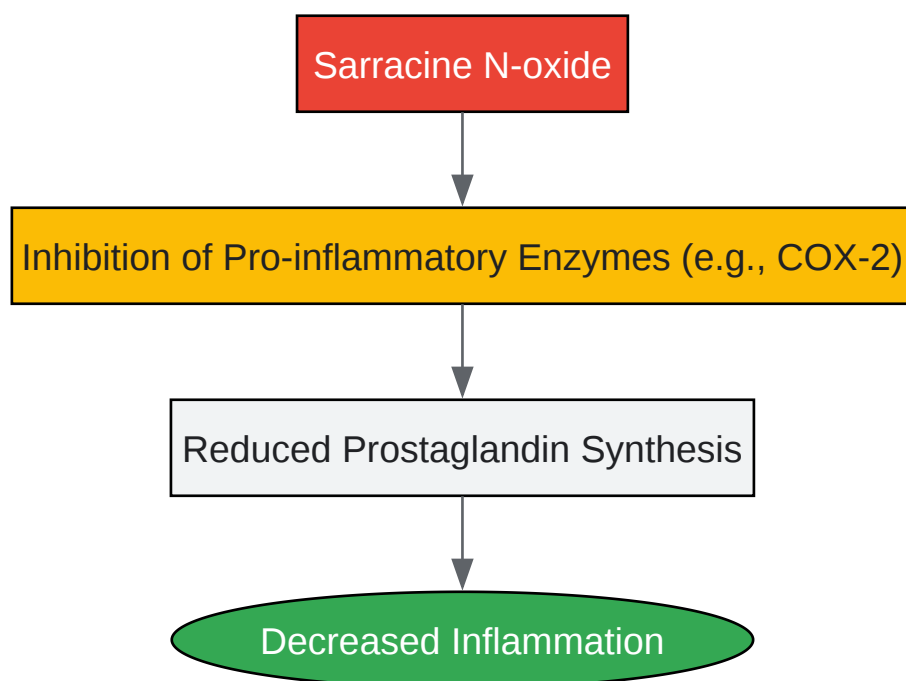 Sarracine N-oxide
Inhibition of Pro-inflammatory Enzymes (e.g., COX-2)
Reduced Prostaglandin Synthesis
Decreased Inflammation